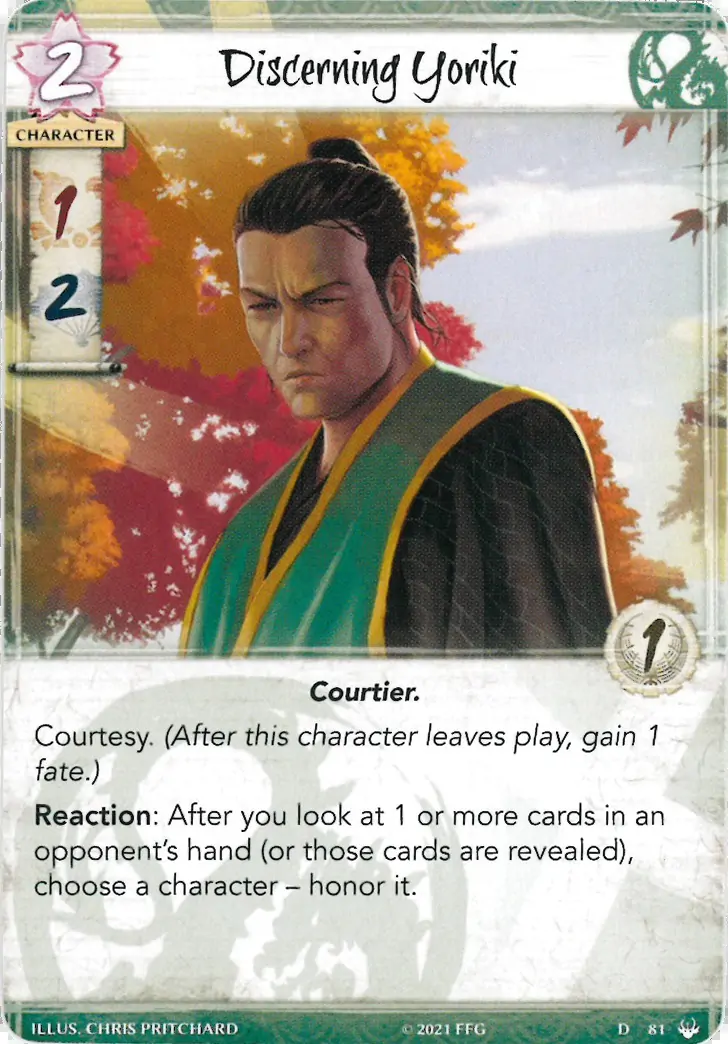 2
Discerning Yoriki
CHARACTER
1
2
1
Courtier.
Courtesy. (After this character leaves play, gain 1
fate.)
Reaction: After you look at 1 or more cards in an
opponent's hand (or those cards are revealed),
choose a character – honor it.
ILLUS. CHRIS PRITCHARD
© 2021 FFG
D 81